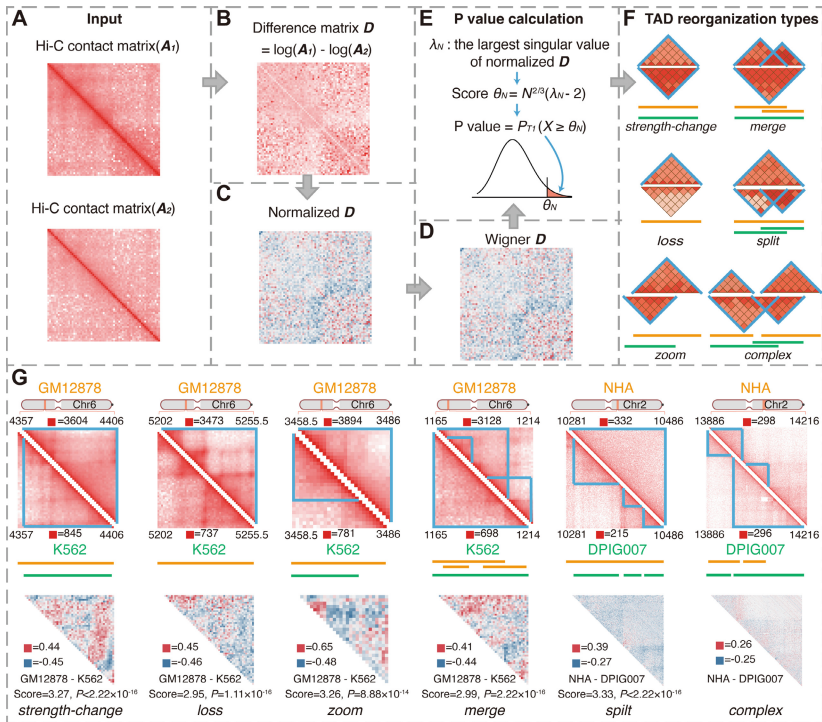 A
Input
Hi-C contact matrix(A1)
Hi-C contact matrix(A2)
B
Difference matrix D
= log(A1) - log(A2)
C
Normalized D
D
Wigner D
E
P value calculation
λN : the largest singular value
of normalized D
Score θN = N2/3(λN - 2)
P value = PT1 (X ≥ θN)
θN
F
TAD reorganization types
strength-change
merge
loss
split
zoom
complex
G
GM12878
GM12878
GM12878
GM12878
NHA
NHA
Chr6
Chr6
Chr6
Chr6
Chr2
Chr2
4357 =3604 4406
5202 =3473 5255.5
3458.5 =3894 3486
1165 =3128 1214
10281 =332 10486
13886 =298 14216
4357 =845 4406
5202 =737 5255.5
3458.5 =781 3486
1165 =698 1214
10281 =215 10486
13886 =296 14216
K562
K562
K562
K562
DPIG007
DPIG007
=0.44
=-0.45
=0.45
=-0.46
=0.65
=-0.48
=0.41
=-0.44
=0.39
=-0.27
=0.26
=-0.25
GM12878 - K562
GM12878 - K562
GM12878 - K562
GM12878 - K562
NHA - DPIG007
NHA - DPIG007
Score=3.27, P<2.22×10-16
Score=2.95, P=1.11×10-16
Score=3.26, P=8.88×10-14
Score=2.99, P=2.22×10-16
Score=3.33, P<2.22×10-16
strength-change
loss
zoom
merge
spilt
complex